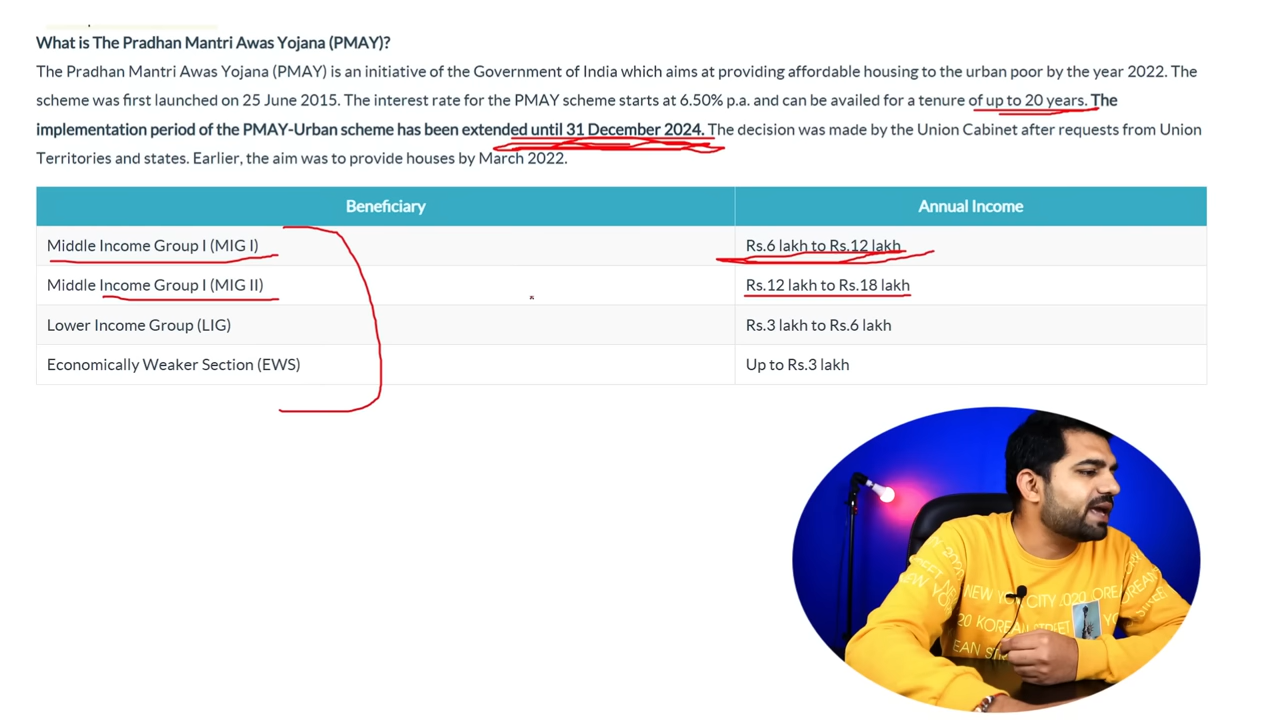 What is The Pradhan Mantri Awas Yojana (PMAY)?
The Pradhan Mantri Awas Yojana (PMAY) is an initiative of the Government of India which aims at providing affordable housing to the urban poor by the year 2022. The
scheme was first launched on 25 June 2015. The interest rate for the PMAY scheme starts at 6.50% p.a. and can be availed for a tenure of up to 20 years. The
implementation period of the PMAY-Urban scheme has been extended until 31 December 2024. The decision was made by the Union Cabinet after requests from Union
Territories and states. Earlier, the aim was to provide houses by March 2022.
Beneficiary Annual Income
Middle Income Group I (MIG I) Rs.6 lakh to Rs.12 lakh
Middle Income Group I (MIG II) Rs.12 lakh to Rs.18 lakh
Lower Income Group (LIG) Rs.3 lakh to Rs.6 lakh
Economically Weaker Section (EWS) Up to Rs.3 lakh
NEW YORK CITY
KOREAN STREET